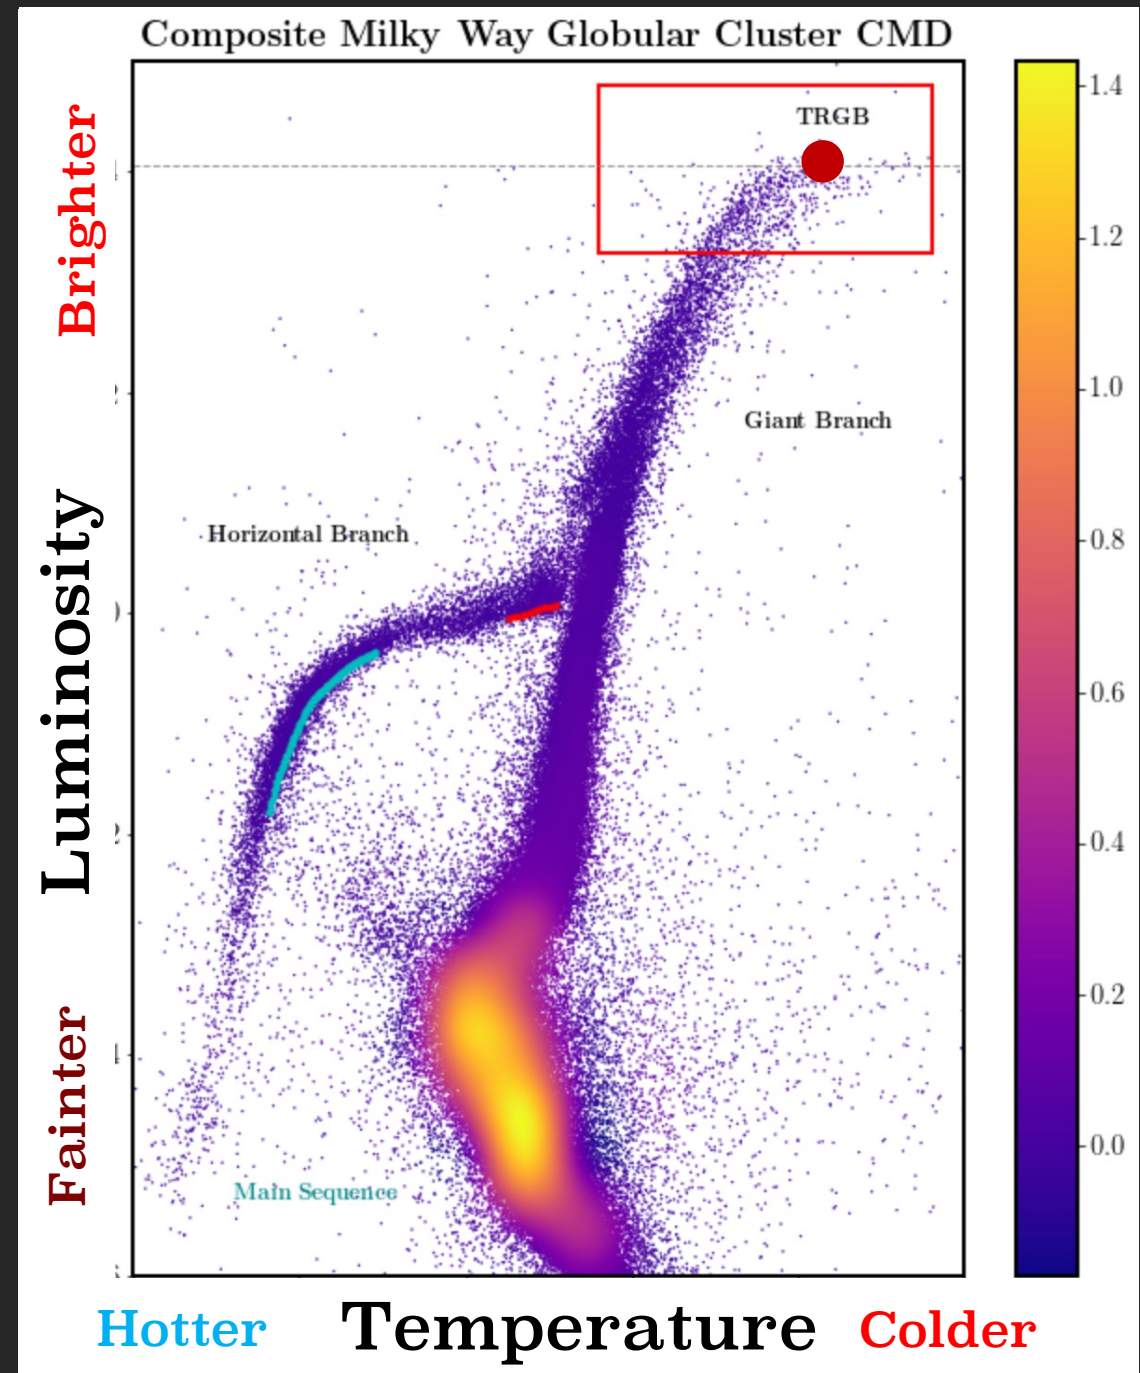 Composite Milky Way Globular Cluster CMD
Brighter
Luminosity
Fainter
TRGB
Giant Branch
Horizontal Branch
Main Sequence
Hotter
Temperature
Colder
1.4
1.2
1.0
0.8
0.6
0.4
0.2
0.0